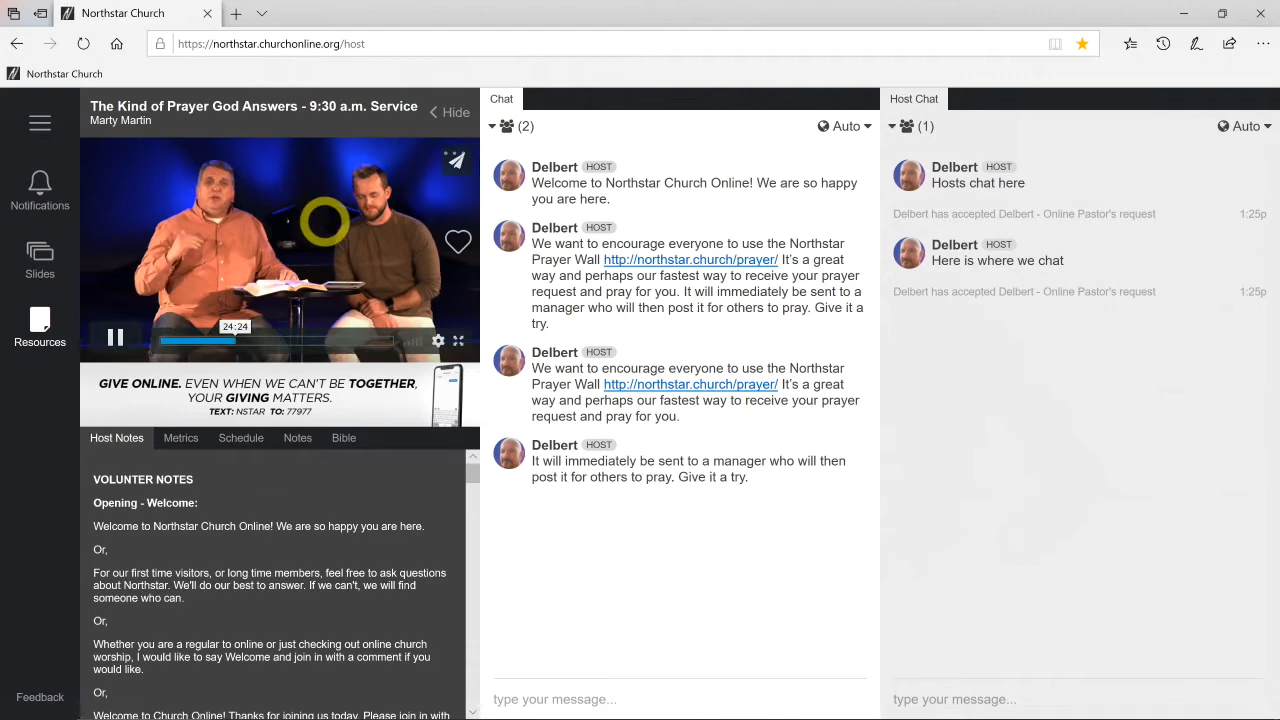 https://northstar.churchonline.org/host
Northstar Church
The Kind of Prayer God Answers - 9:30 a.m. Service
Marty Martin
Hide
Notifications
Slides
Resources
Feedback
24:24
GIVE ONLINE. EVEN WHEN WE CAN'T BE TOGETHER,
YOUR GIVING MATTERS.
TEXT: NSTAR TO: 77977
Host Notes Metrics Schedule Notes Bible
VOLUNTER NOTES
Opening - Welcome:
Welcome to Northstar Church Online! We are so happy you are here.
Or,
For our first time visitors, or long time members, feel free to ask questions
about Northstar. We'll do our best to answer. If we can't, we will find
someone who can.
Or,
Whether you are a regular to online or just checking out online church
worship, I would like to say Welcome and join in with a comment if you
would like.
Or,
Welcome to Church Online! Thanks for joining us today. Please join in with
Chat
(2)
Auto
Delbert HOST
Welcome to Northstar Church Online! We are so happy
you are here.
Delbert HOST
We want to encourage everyone to use the Northstar
Prayer Wall http://northstar.church/prayer/ It's a great
way and perhaps our fastest way to receive your prayer
request and pray for you. It will immediately be sent to a
manager who will then post it for others to pray. Give it a
try.
Delbert HOST
We want to encourage everyone to use the Northstar
Prayer Wall http://northstar.church/prayer/ It's a great
way and perhaps our fastest way to receive your prayer
request and pray for you.
Delbert HOST
It will immediately be sent to a manager who will then
post it for others to pray. Give it a try.
type your message...
Host Chat
(1)
Auto
Delbert HOST
Hosts chat here
Delbert has accepted Delbert - Online Pastor's request 1:25p
Delbert HOST
Here is where we chat
Delbert has accepted Delbert - Online Pastor's request 1:25p
type your message...